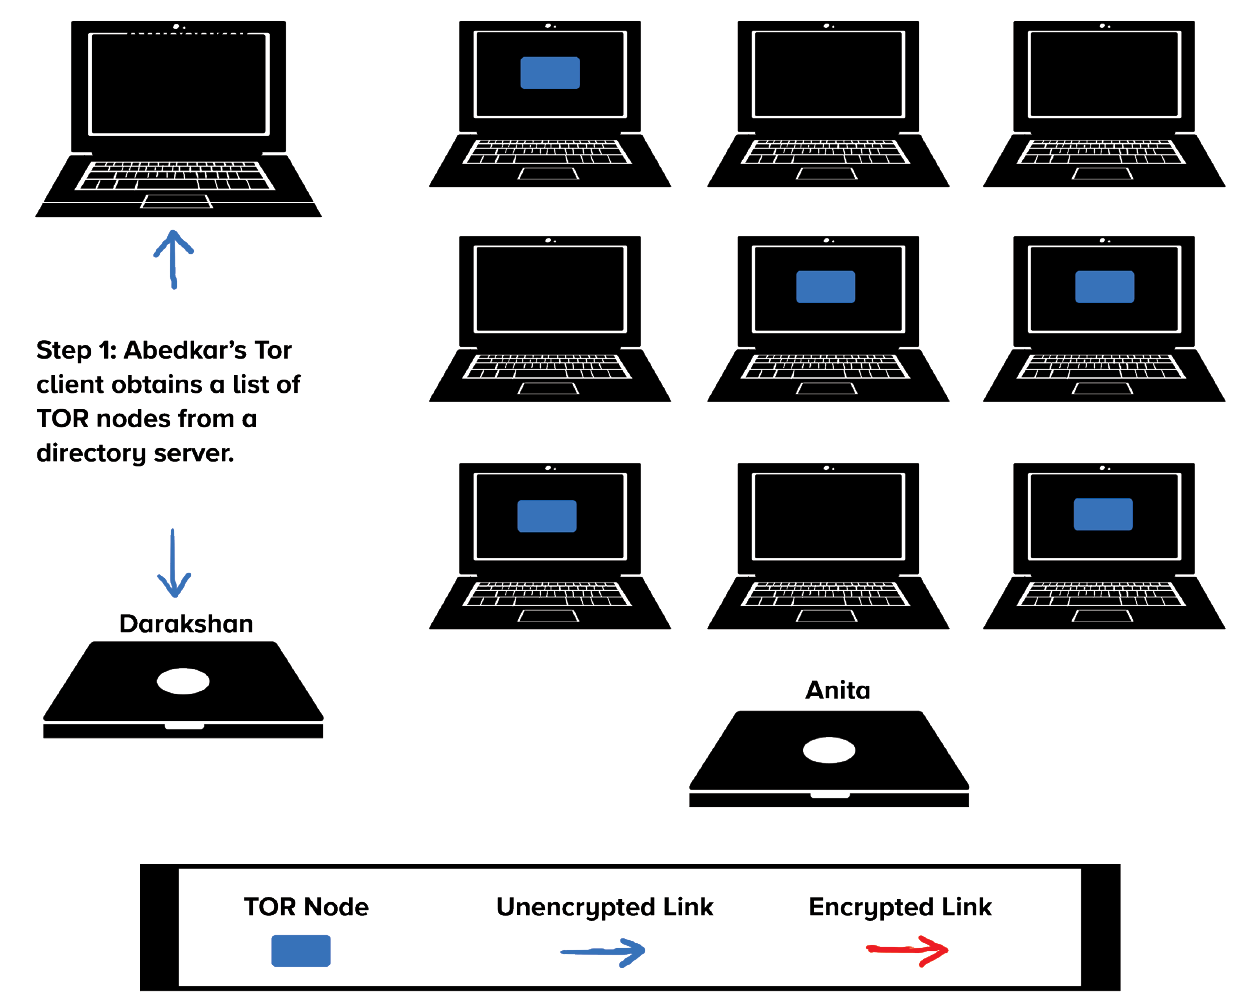 Step 1: Abedkar's Tor
client obtains a list of
TOR nodes from a
directory server.
Darakshan
Anita
TOR Node
Unencrypted Link
Encrypted Link